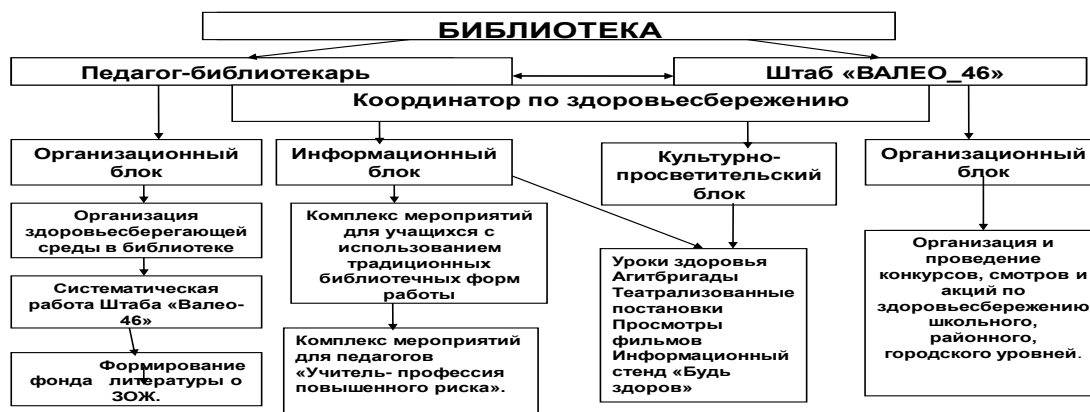 БИБЛИОТЕКА
Педагог-библиотекарь
Штаб «ВАЛЕО_46»
Координатор по здоровьесбережению
Организационный
блок
Информационный
блок
Культурно-
просветительский
блок
Организационный
блок
Организация
здоровьесберегающей
среды в библиотеке
Систематическая
работа Штаба «Валео-
46»
Формирование
фонда литературы о
ЗОЖ.
Комплекс мероприятий
для учащихся с
использованием
традиционных
библиотечных форм
работы
Комплекс мероприятий
для педагогов
«Учитель- профессия
повышенного риска».
Уроки здоровья
Агитбригады
Театрализованные
постановки
Просмотры
фильмов
Информационный
стенд «Будь
здоров»
Организация и
проведение
конкурсов, смотров и
акций по
здоровьесбережению
школьного,
районного,
городского уровней.